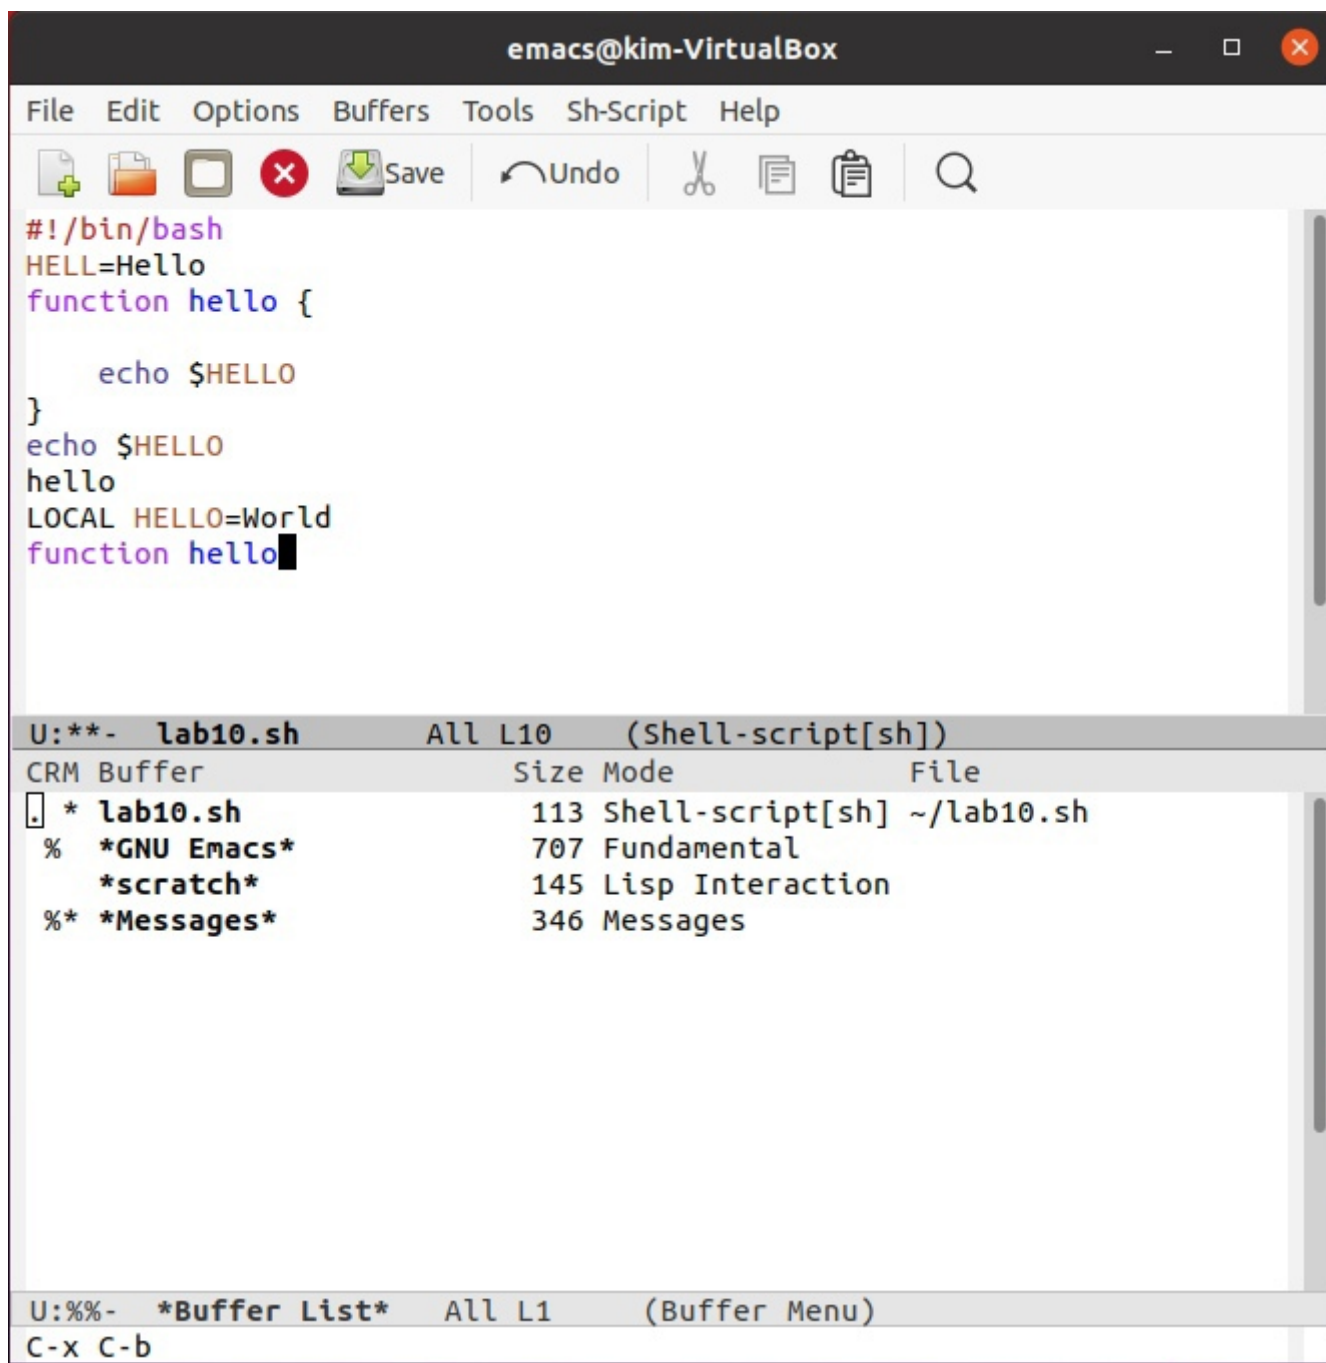 emacs@kim-VirtualBox
File Edit Options Buffers Tools Sh-Script Help
Save Undo
#!/bin/bash
HELL=Hello
function hello {
    echo $HELLO
}
echo $HELLO
hello
LOCAL HELLO=World
function hello
U:**-  lab10.sh       All L10    (Shell-script[sh])
CRM Buffer                 Size Mode             File
. * lab10.sh                113 Shell-script[sh] ~/lab10.sh
 %  *GNU Emacs*             707 Fundamental
    *scratch*               145 Lisp Interaction
 %* *Messages*              346 Messages
U:%%-  *Buffer List*   All L1     (Buffer Menu)
C-x C-b